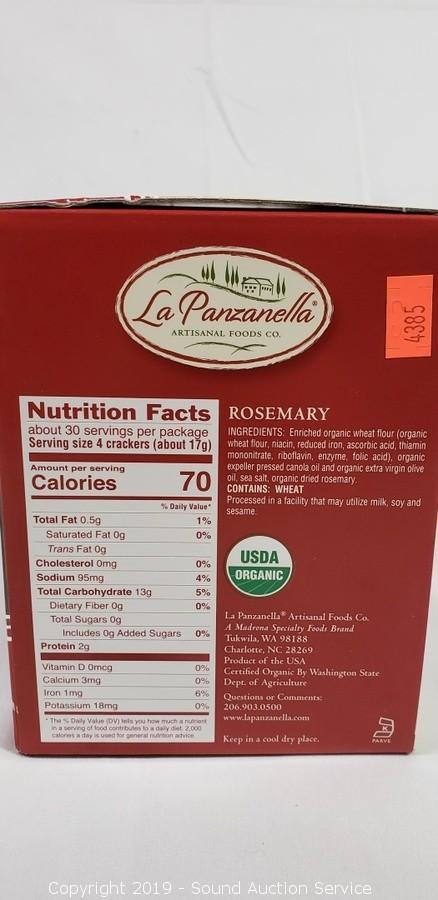 La Panzanella®
ARTISANAL FOODS CO.
4385
Nutrition Facts
about 30 servings per package
Serving size 4 crackers (about 17g)
Amount per serving
Calories 70
% Daily Value*
Total Fat 0.5g 1%
Saturated Fat 0g 0%
Trans Fat 0g
Cholesterol 0mg 0%
Sodium 95mg 4%
Total Carbohydrate 13g 5%
Dietary Fiber 0g 0%
Total Sugars 0g
Includes 0g Added Sugars 0%
Protein 2g
Vitamin D 0mcg 0%
Calcium 3mg 0%
Iron 1mg 6%
Potassium 18mg 0%
* The % Daily Value (DV) tells you how much a nutrient
in a serving of food contributes to a daily diet. 2,000
calories a day is used for general nutrition advice.
ROSEMARY
INGREDIENTS: Enriched organic wheat flour (organic
wheat flour, niacin, reduced iron, ascorbic acid, thiamin
mononitrate, riboflavin, enzyme, folic acid), organic
expeller pressed canola oil and organic extra virgin olive
oil, sea salt, organic dried rosemary.
CONTAINS: WHEAT
Processed in a facility that may utilize milk, soy and
sesame.
USDA
ORGANIC
La Panzanella® Artisanal Foods Co.
A Madrona Specialty Foods Brand
Tukwila, WA 98188
Charlotte, NC 28269
Product of the USA
Certified Organic By Washington State
Dept. of Agriculture
Questions or Comments:
206.903.0500
www.lapanzanella.com
Keep in a cool dry place.
K
PARVE
Copyright 2019 - Sound Auction Service